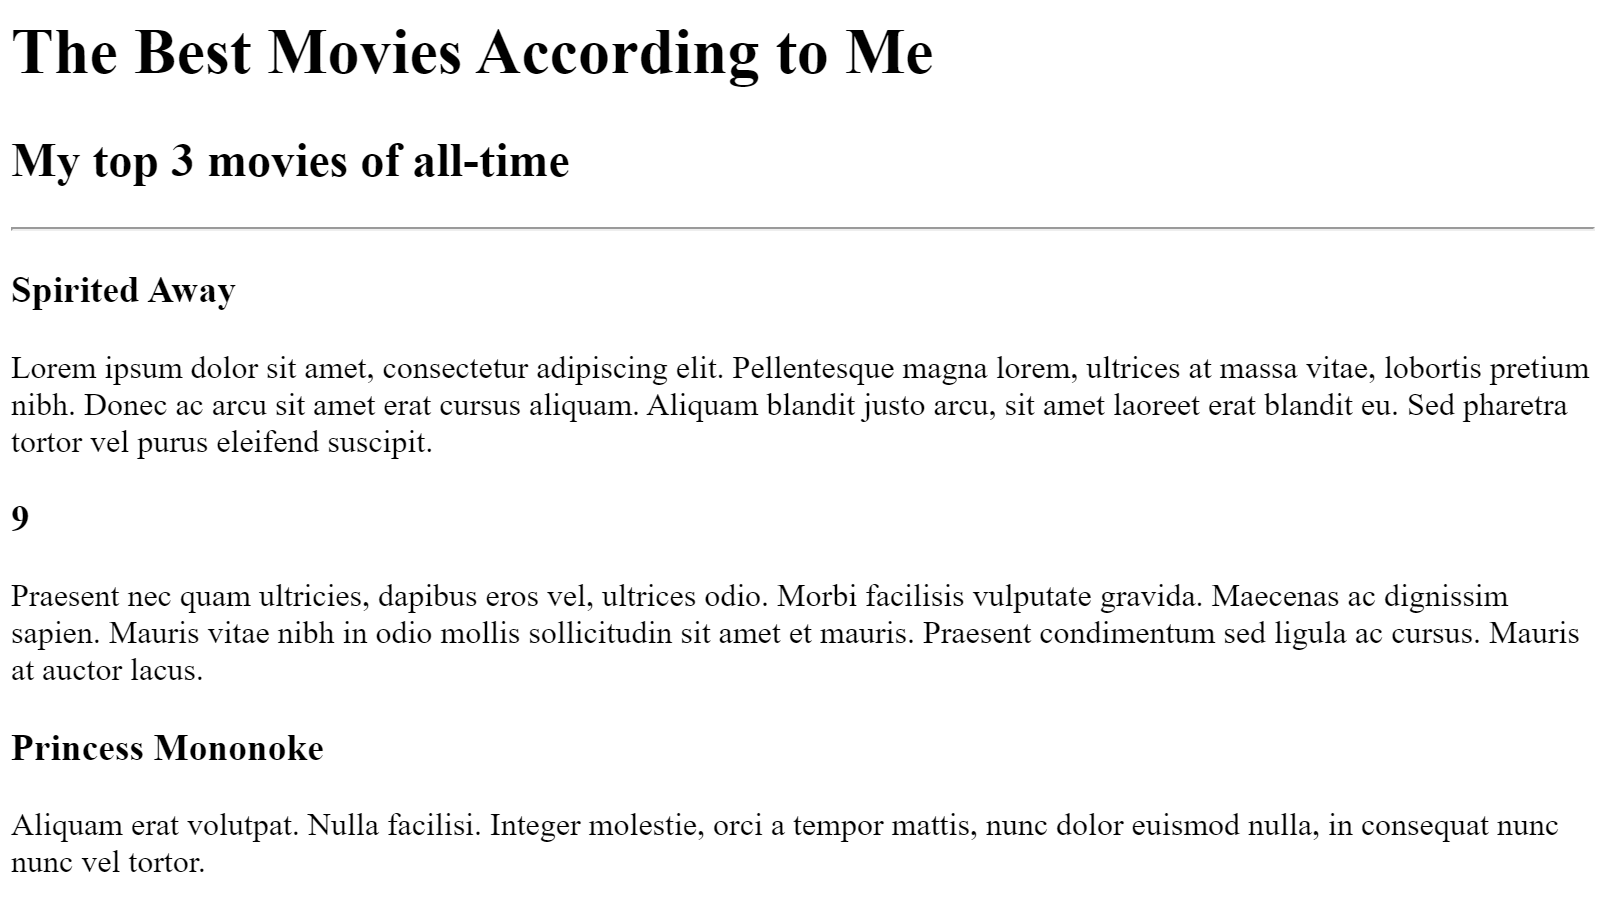 The Best Movies According to Me
My top 3 movies of all-time
Spirited Away
Lorem ipsum dolor sit amet, consectetur adipiscing elit. Pellentesque magna lorem, ultrices at massa vitae, lobortis pretium
nibh. Donec ac arcu sit amet erat cursus aliquam. Aliquam blandit justo arcu, sit amet laoreet erat blandit eu. Sed pharetra
tortor vel purus eleifend suscipit.
9
Praesent nec quam ultricies, dapibus eros vel, ultrices odio. Morbi facilisis vulputate gravida. Maecenas ac dignissim
sapien. Mauris vitae nibh in odio mollis sollicitudin sit amet et mauris. Praesent condimentum sed ligula ac cursus. Mauris
at auctor lacus.
Princess Mononoke
Aliquam erat volutpat. Nulla facilisi. Integer molestie, orci a tempor mattis, nunc dolor euismod nulla, in consequat nunc
nunc vel tortor.